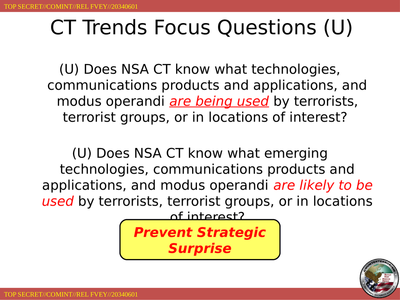 TOP SECRET//COMINT//REL FVEY//20340601
CT Trends Focus Questions (U)
(U) Does NSA CT know what technologies,
communications products and applications, and
modus operandi are being used by terrorists,
terrorist groups, or in locations of interest?
(U) Does NSA CT know what emerging
technologies, communications products and
applications, and modus operandi are likely to be
used by terrorists, terrorist groups, or in locations
of interest?
Prevent Strategic
Surprise
TOP SECRET//COMINT//REL FVEY//20340601